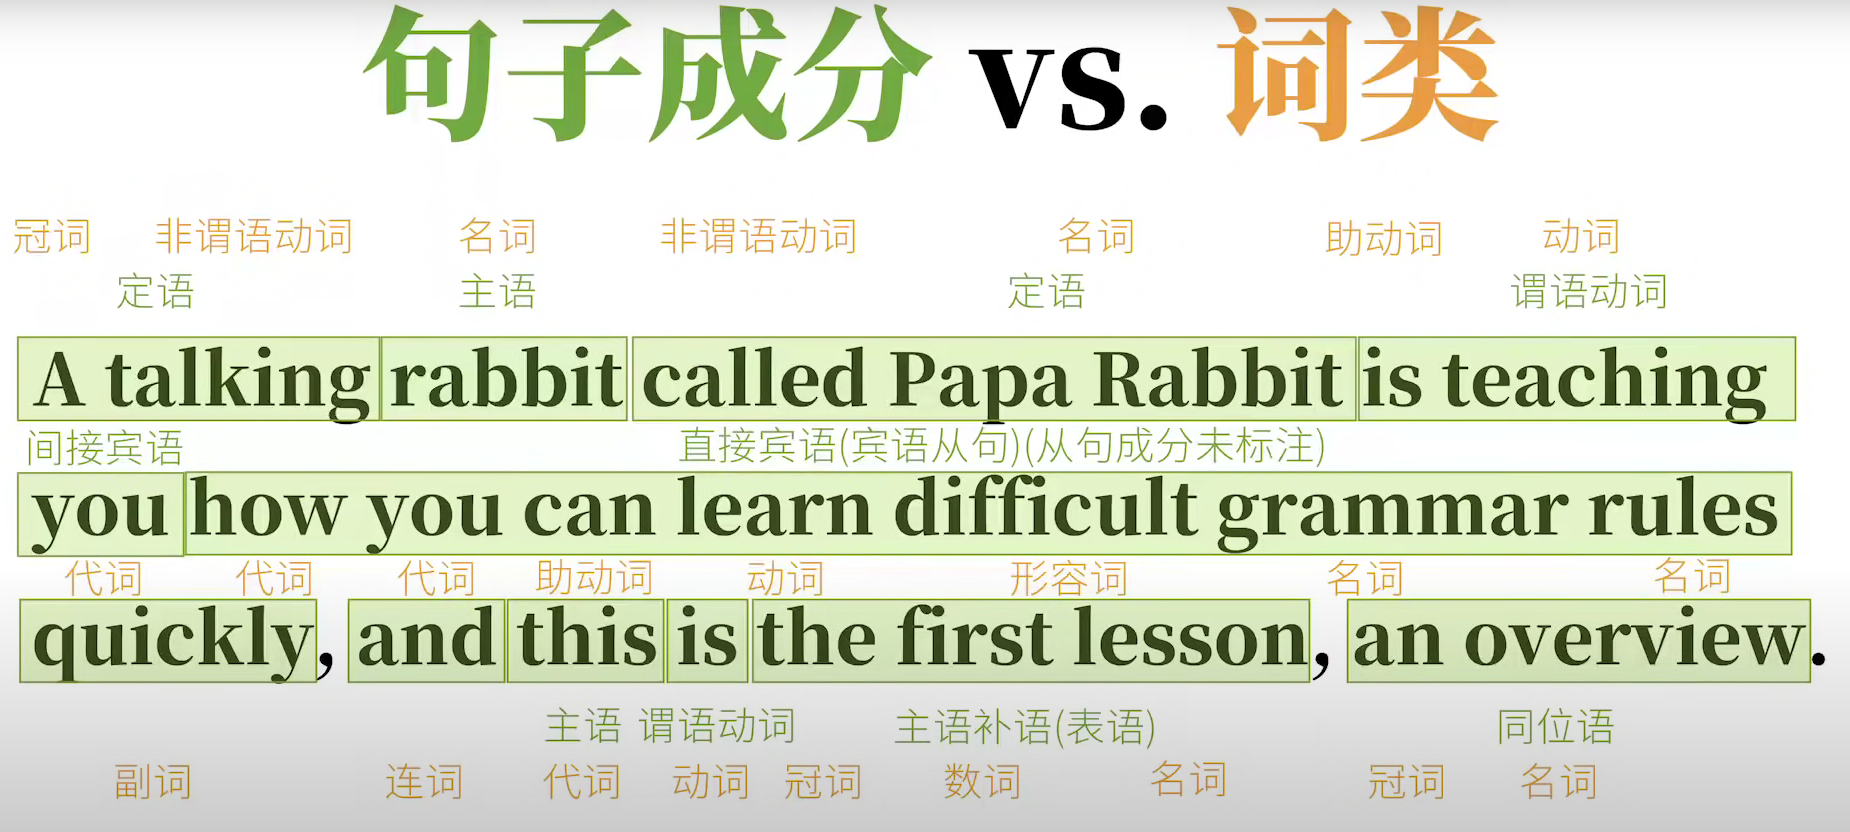 句子成分 vs. 词类
冠词 非谓语动词 名词 非谓语动词 名词 助动词 动词
定语 主语 定语 谓语动词
A talking rabbit called Papa Rabbit is teaching
间接宾语 直接宾语(宾语从句)(从句成分未标注)
you how you can learn difficult grammar rules
代词 代词 代词 助动词 动词 形容词 名词 名词
quickly, and this is the first lesson, an overview.
主语 谓语动词 主语补语(表语) 同位语
副词 连词 代词 动词 冠词 数词 名词 冠词 名词